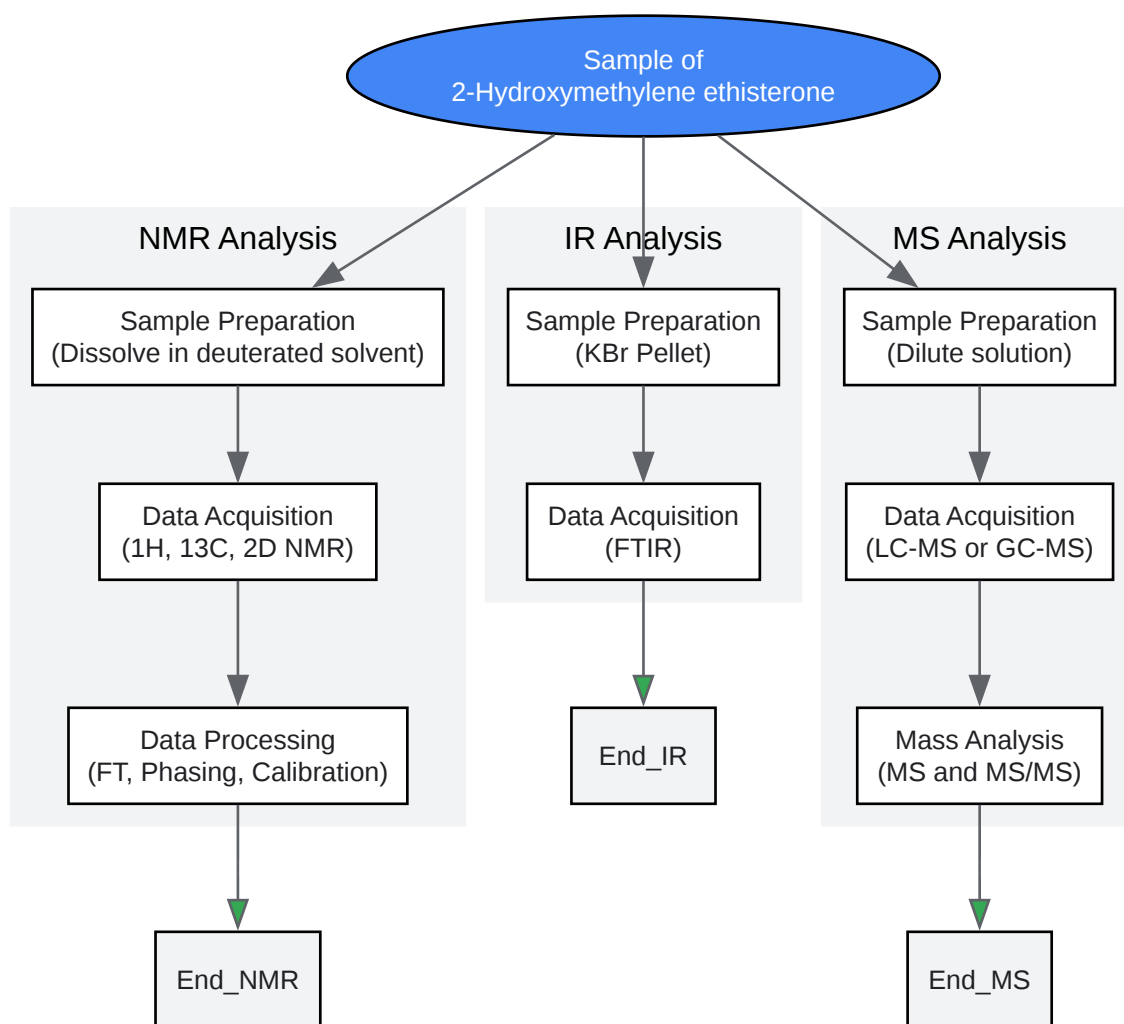 Sample of
2-Hydroxymethylene ethisterone
NMR Analysis
Sample Preparation
(Dissolve in deuterated solvent)
Data Acquisition
(1H, 13C, 2D NMR)
Data Processing
(FT, Phasing, Calibration)
End_NMR
IR Analysis
Sample Preparation
(KBr Pellet)
Data Acquisition
(FTIR)
End_IR
MS Analysis
Sample Preparation
(Dilute solution)
Data Acquisition
(LC-MS or GC-MS)
Mass Analysis
(MS and MS/MS)
End_MS